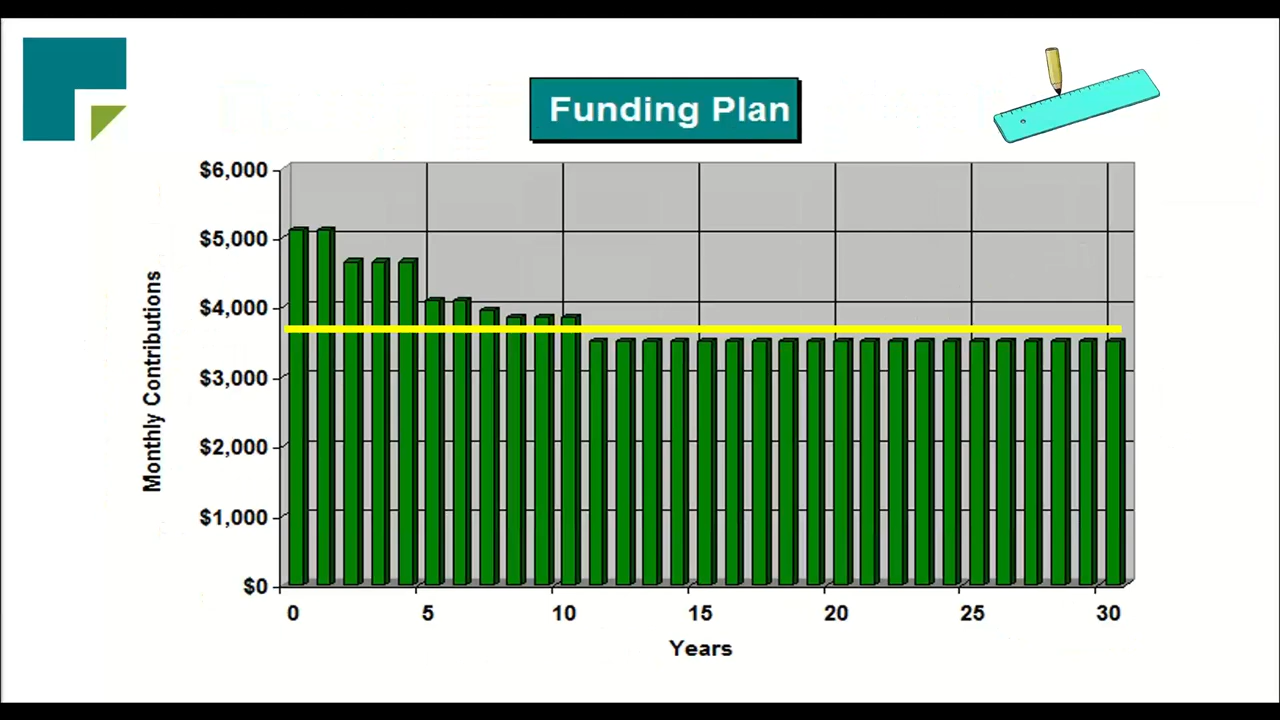 Funding Plan
$6,000
$5,000
$4,000
$3,000
$2,000
$1,000
$0
Monthly Contributions
0 5 10 15 20 25 30
Years